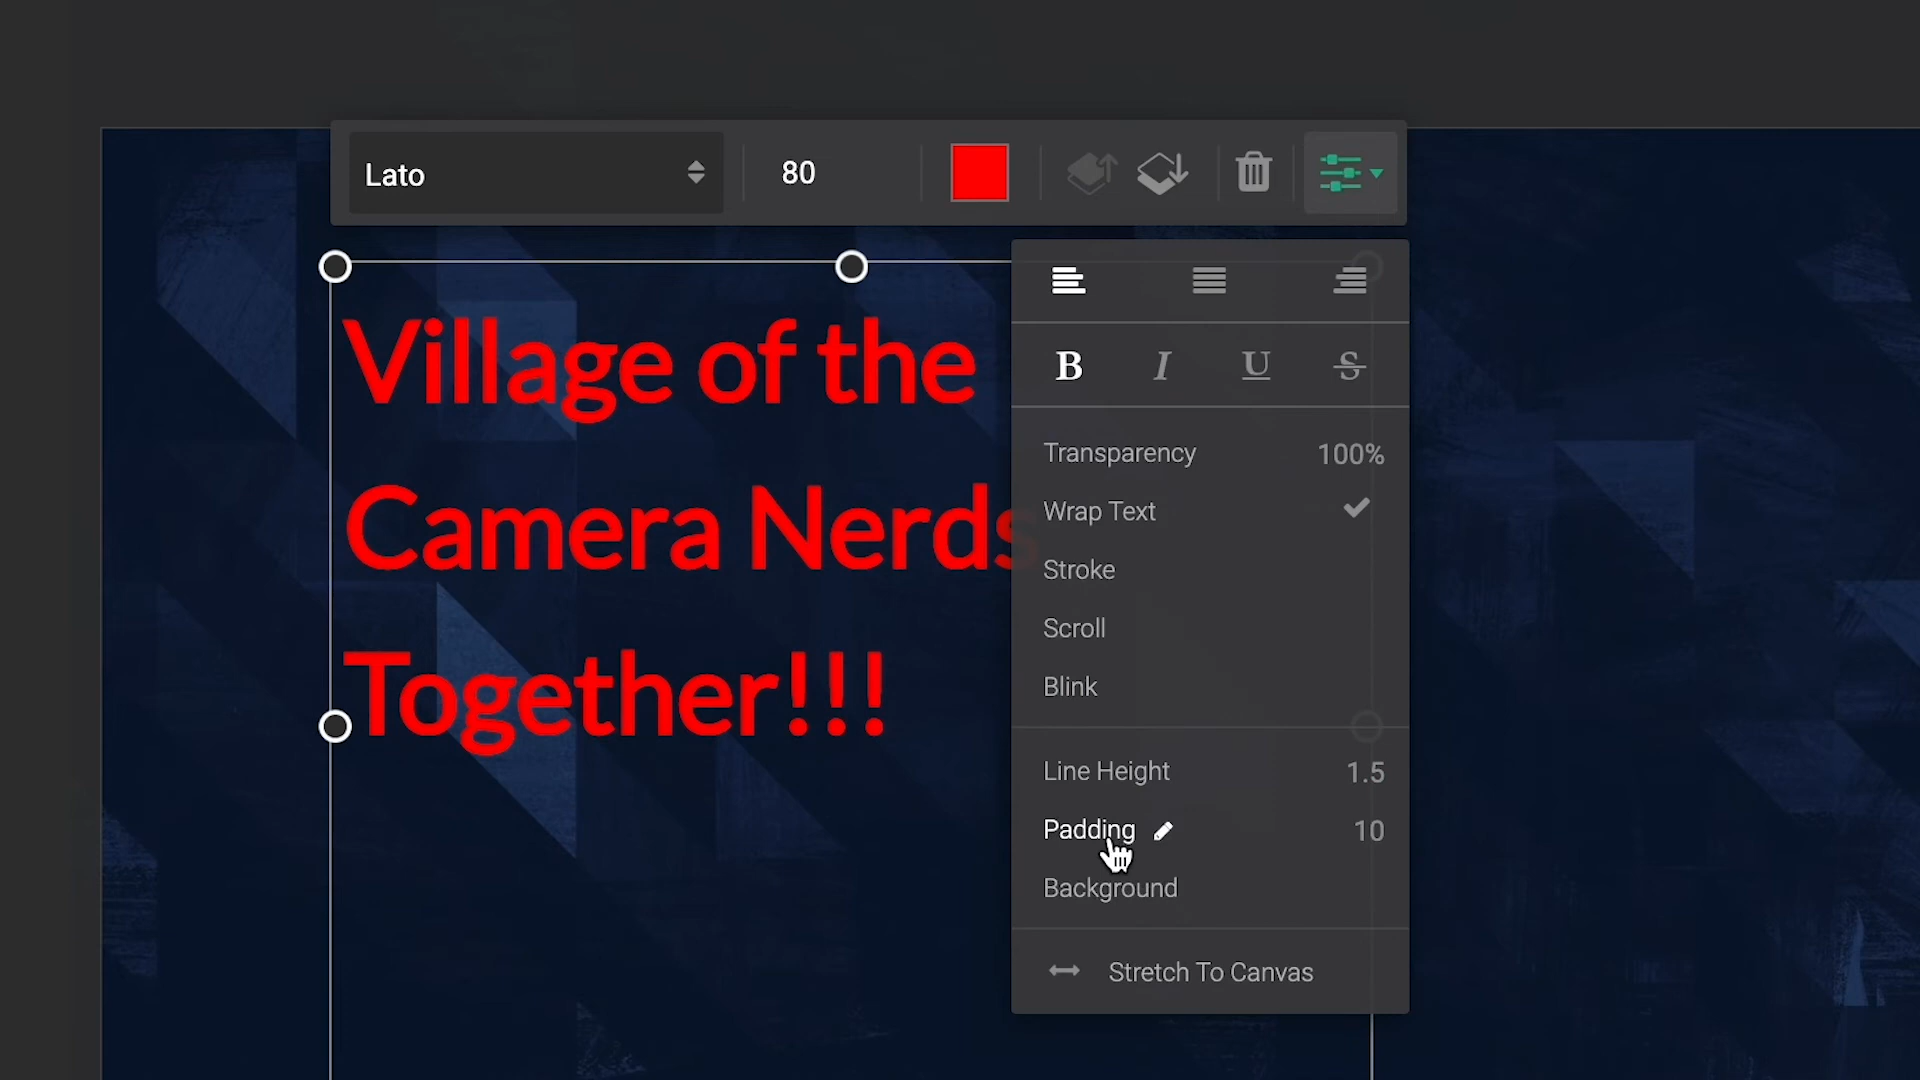 Lato
80
Village of the
Camera Nerds
Together!!!
B I U S
Transparency 100%
Wrap Text
Stroke
Scroll
Blink
Line Height 1.5
Padding 10
Background
Stretch To Canvas